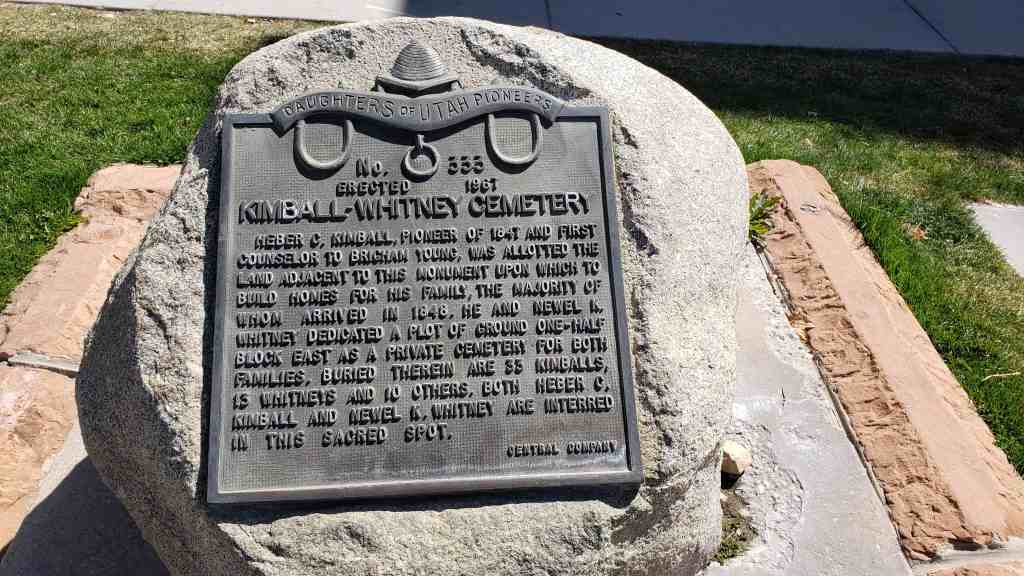 DAUGHTERS OF UTAH PIONEERS
No. 333
ERECTED 1967
KIMBALL-WHITNEY CEMETERY
HEBER C. KIMBALL, PIONEER OF 1847 AND FIRST
COUNSELOR TO BRIGHAM YOUNG, WAS ALLOTTED THE
LAND ADJACENT TO THIS MONUMENT UPON WHICH TO
BUILD HOMES FOR HIS FAMILY, THE MAJORITY OF
WHOM ARRIVED IN 1848. HE AND NEWEL K.
WHITNEY DEDICATED A PLOT OF GROUND ONE-HALF
BLOCK EAST AS A PRIVATE CEMETERY FOR BOTH
FAMILIES, BURIED THEREIN ARE 33 KIMBALLS,
13 WHITNEYS AND 10 OTHERS. BOTH HEBER C.
KIMBALL AND NEWEL K. WHITNEY ARE INTERRED
IN THIS SACRED SPOT.
CENTRAL COMPANY